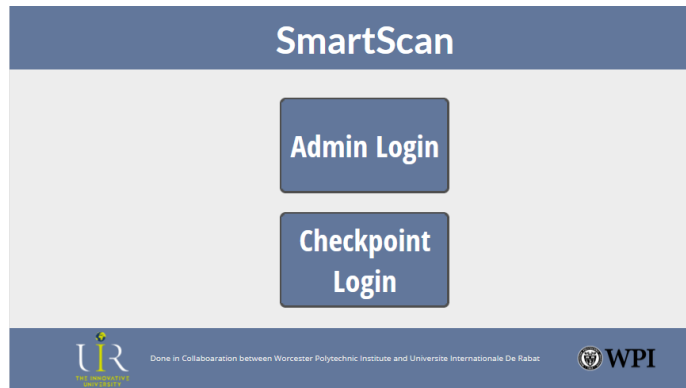 SmartScan
Admin Login
Checkpoint
Login
UIR
THE INNOVATIVE
UNIVERSITY
Done in Collaboaration between Worcester Polytechnic Institute and Universite Internationale De Rabat
WPI